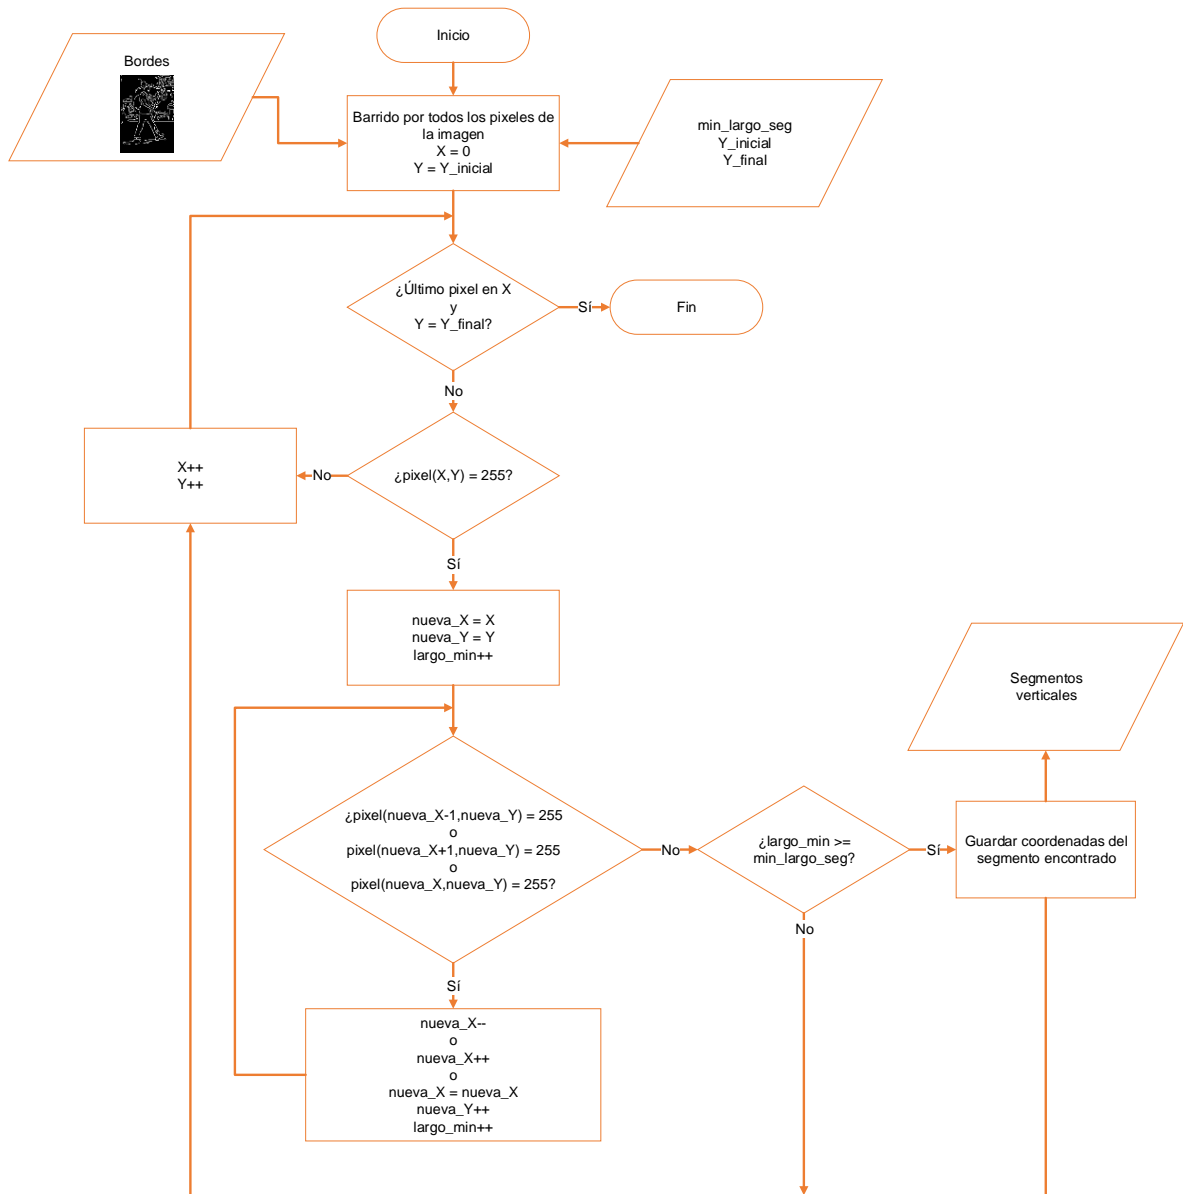 Inicio
Bordes
Barrido por todos los pixeles de
la imagen
X = 0
Y = Y_inicial
min_largo_seg
Y_inicial
Y_final
¿Último pixel en X
y
Y = Y_final?
Sí
Fin
No
¿pixel(X,Y) = 255?
No
X++
Y++
Sí
nueva_X = X
nueva_Y = Y
largo_min++
Segmentos
verticales
¿pixel(nueva_X-1,nueva_Y) = 255
o
pixel(nueva_X+1,nueva_Y) = 255
o
pixel(nueva_X,nueva_Y) = 255?
No
¿largo_min >=
min_largo_seg?
Sí
Guardar coordenadas del
segmento encontrado
No
Sí
nueva_X--
o
nueva_X++
o
nueva_X = nueva_X
nueva_Y++
largo_min++